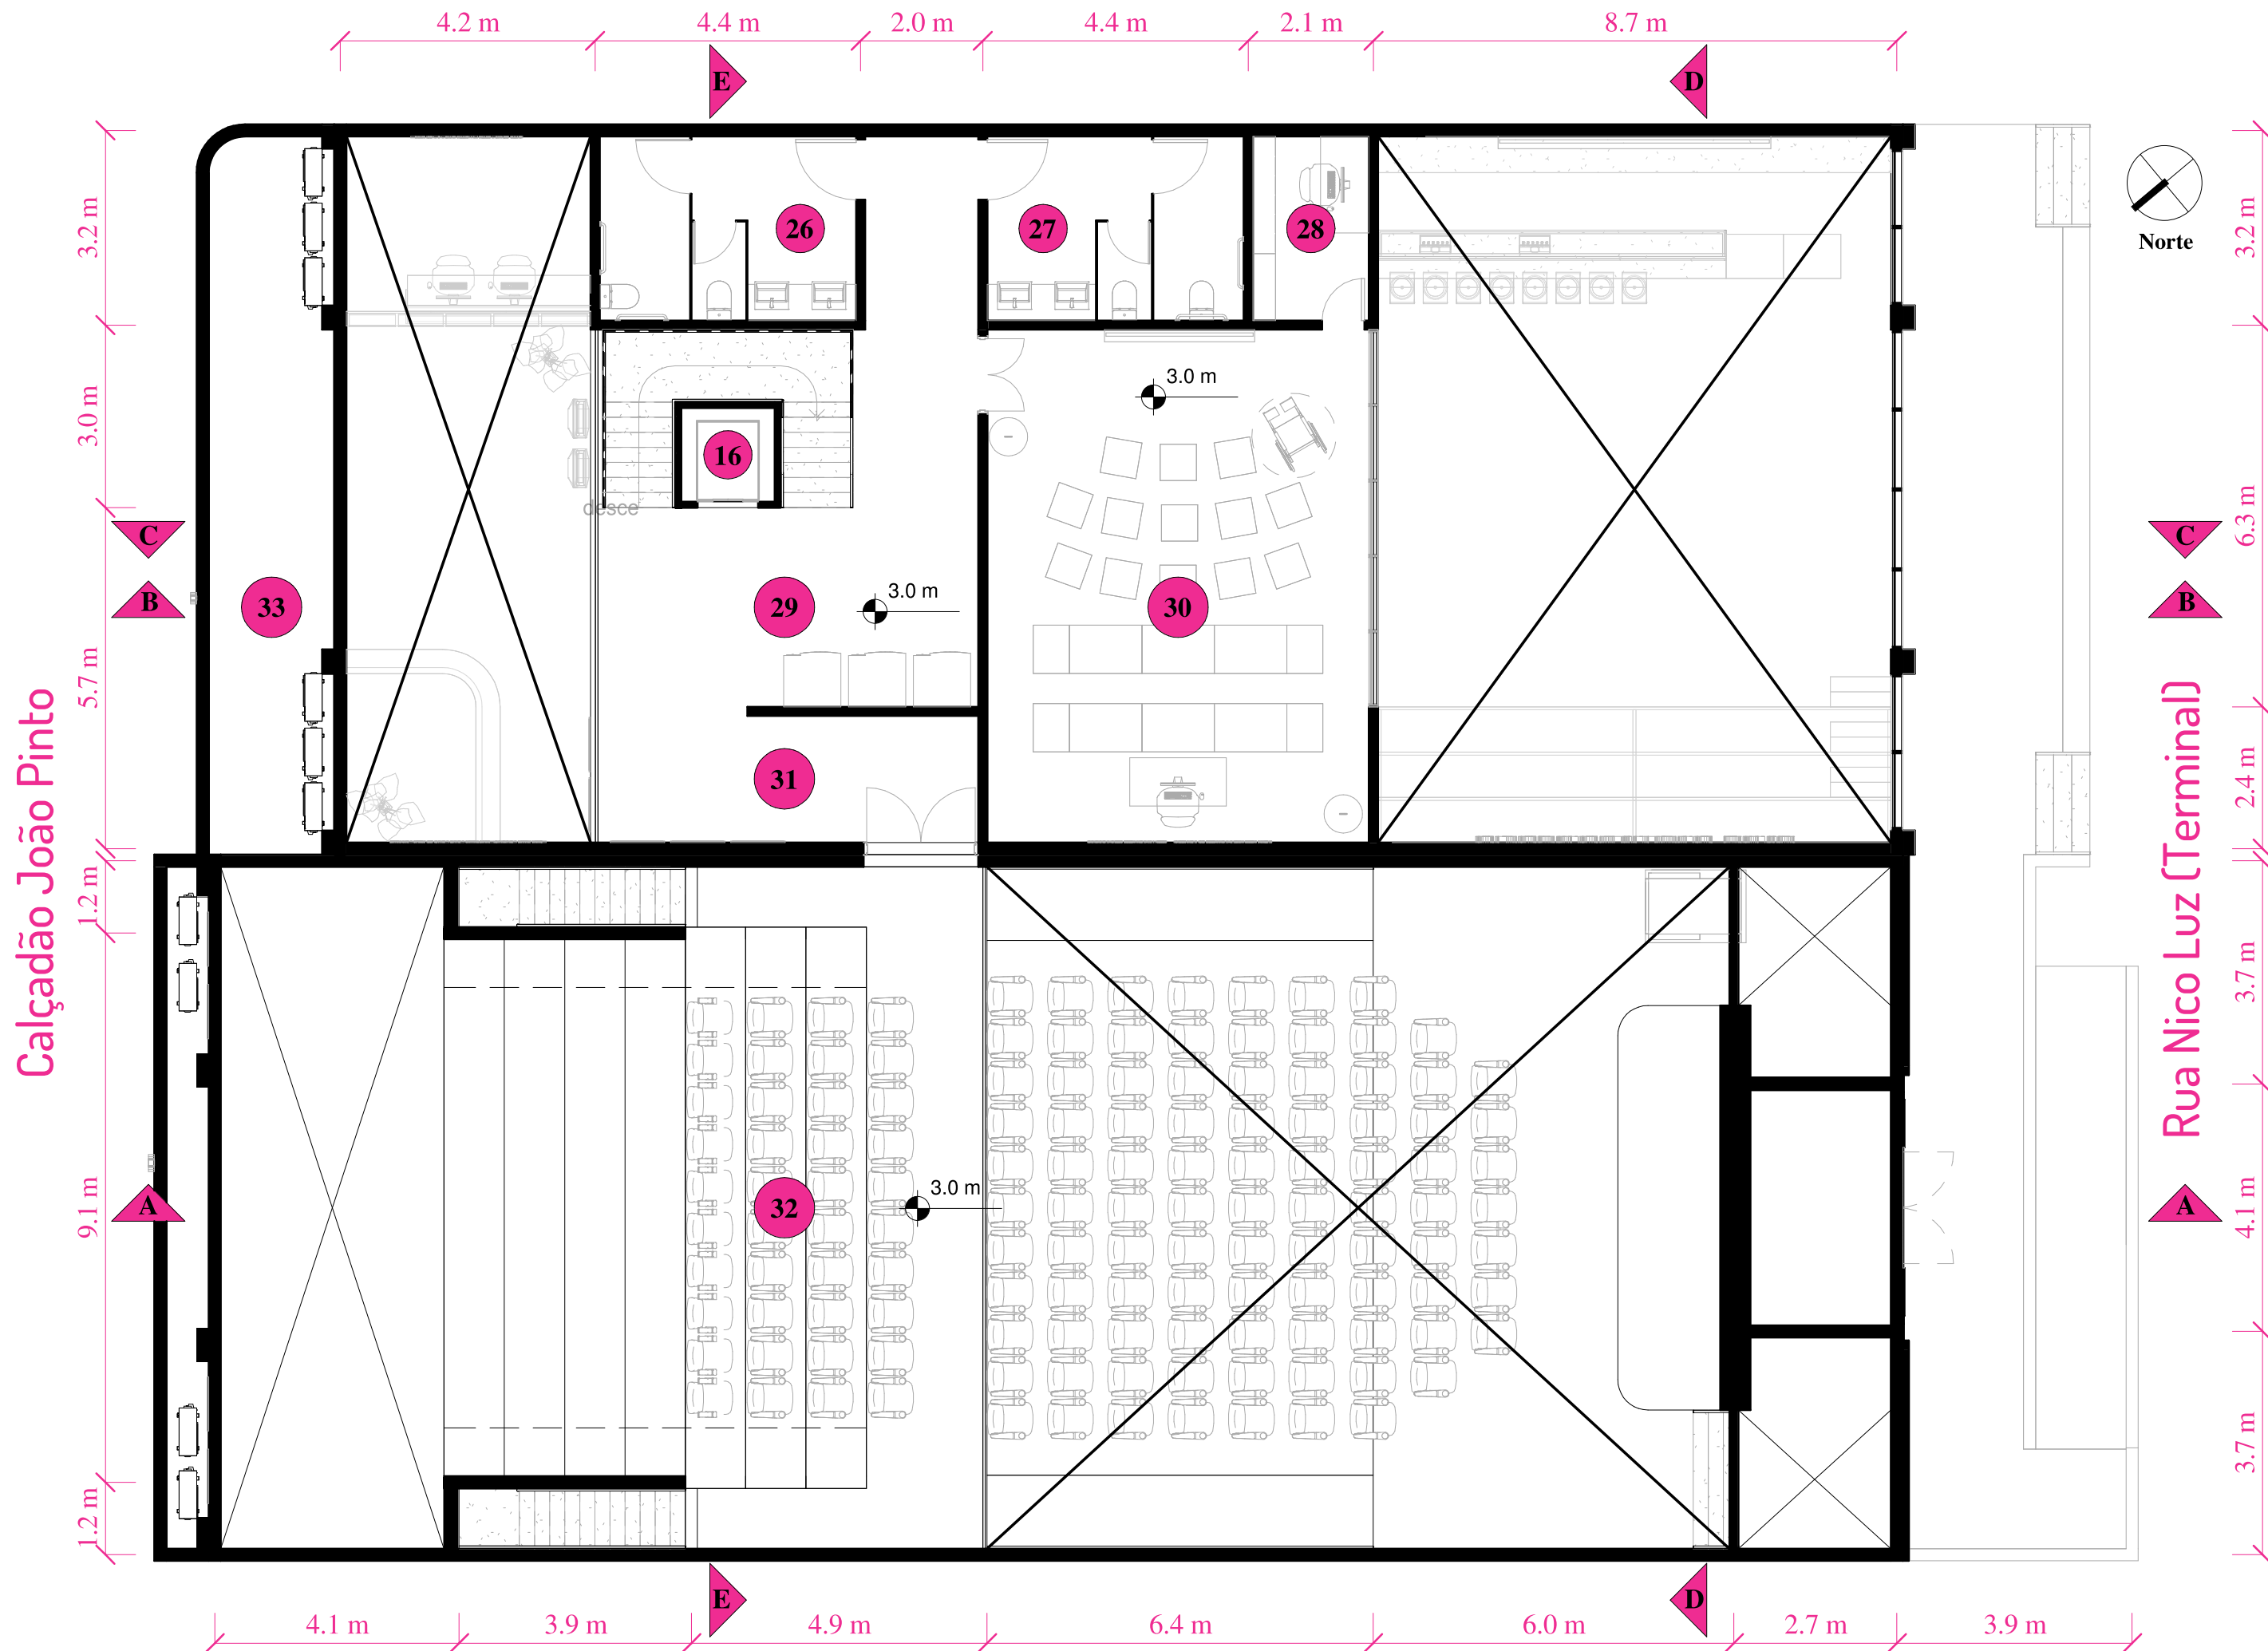 4.2 m 4.4 m 2.0 m 4.4 m 2.1 m 8.7 m
E D
3.2 m
26 27 28
3.2 m
Norte
3.0 m
3.0 m
16
desce
6.3 m
C C
B B
33 29 3.0 m 30
5.7 m
Calçadão João Pinto
Rua Nico Luz (Terminal)
31
2.4 m
1.2 m
3.7 m
9.1 m
A 32 3.0 m A
4.1 m
3.7 m
1.2 m
E D
4.1 m 3.9 m 4.9 m 6.4 m 6.0 m 2.7 m 3.9 m